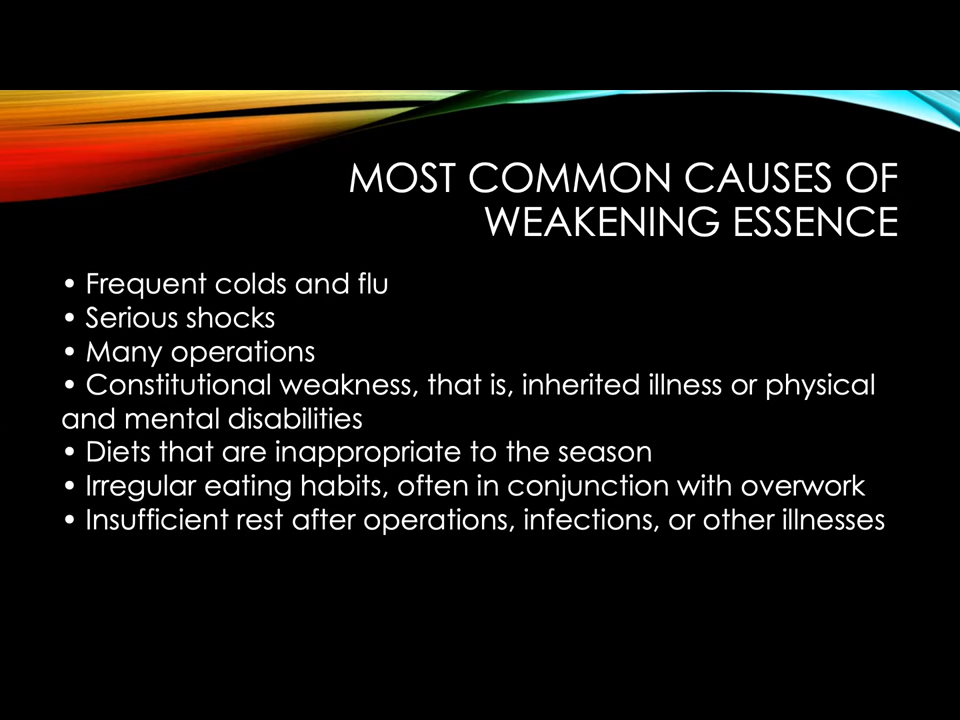 MOST COMMON CAUSES OF
WEAKENING ESSENCE
• Frequent colds and flu
• Serious shocks
• Many operations
• Constitutional weakness, that is, inherited illness or physical
and mental disabilities
• Diets that are inappropriate to the season
• Irregular eating habits, often in conjunction with overwork
• Insufficient rest after operations, infections, or other illnesses